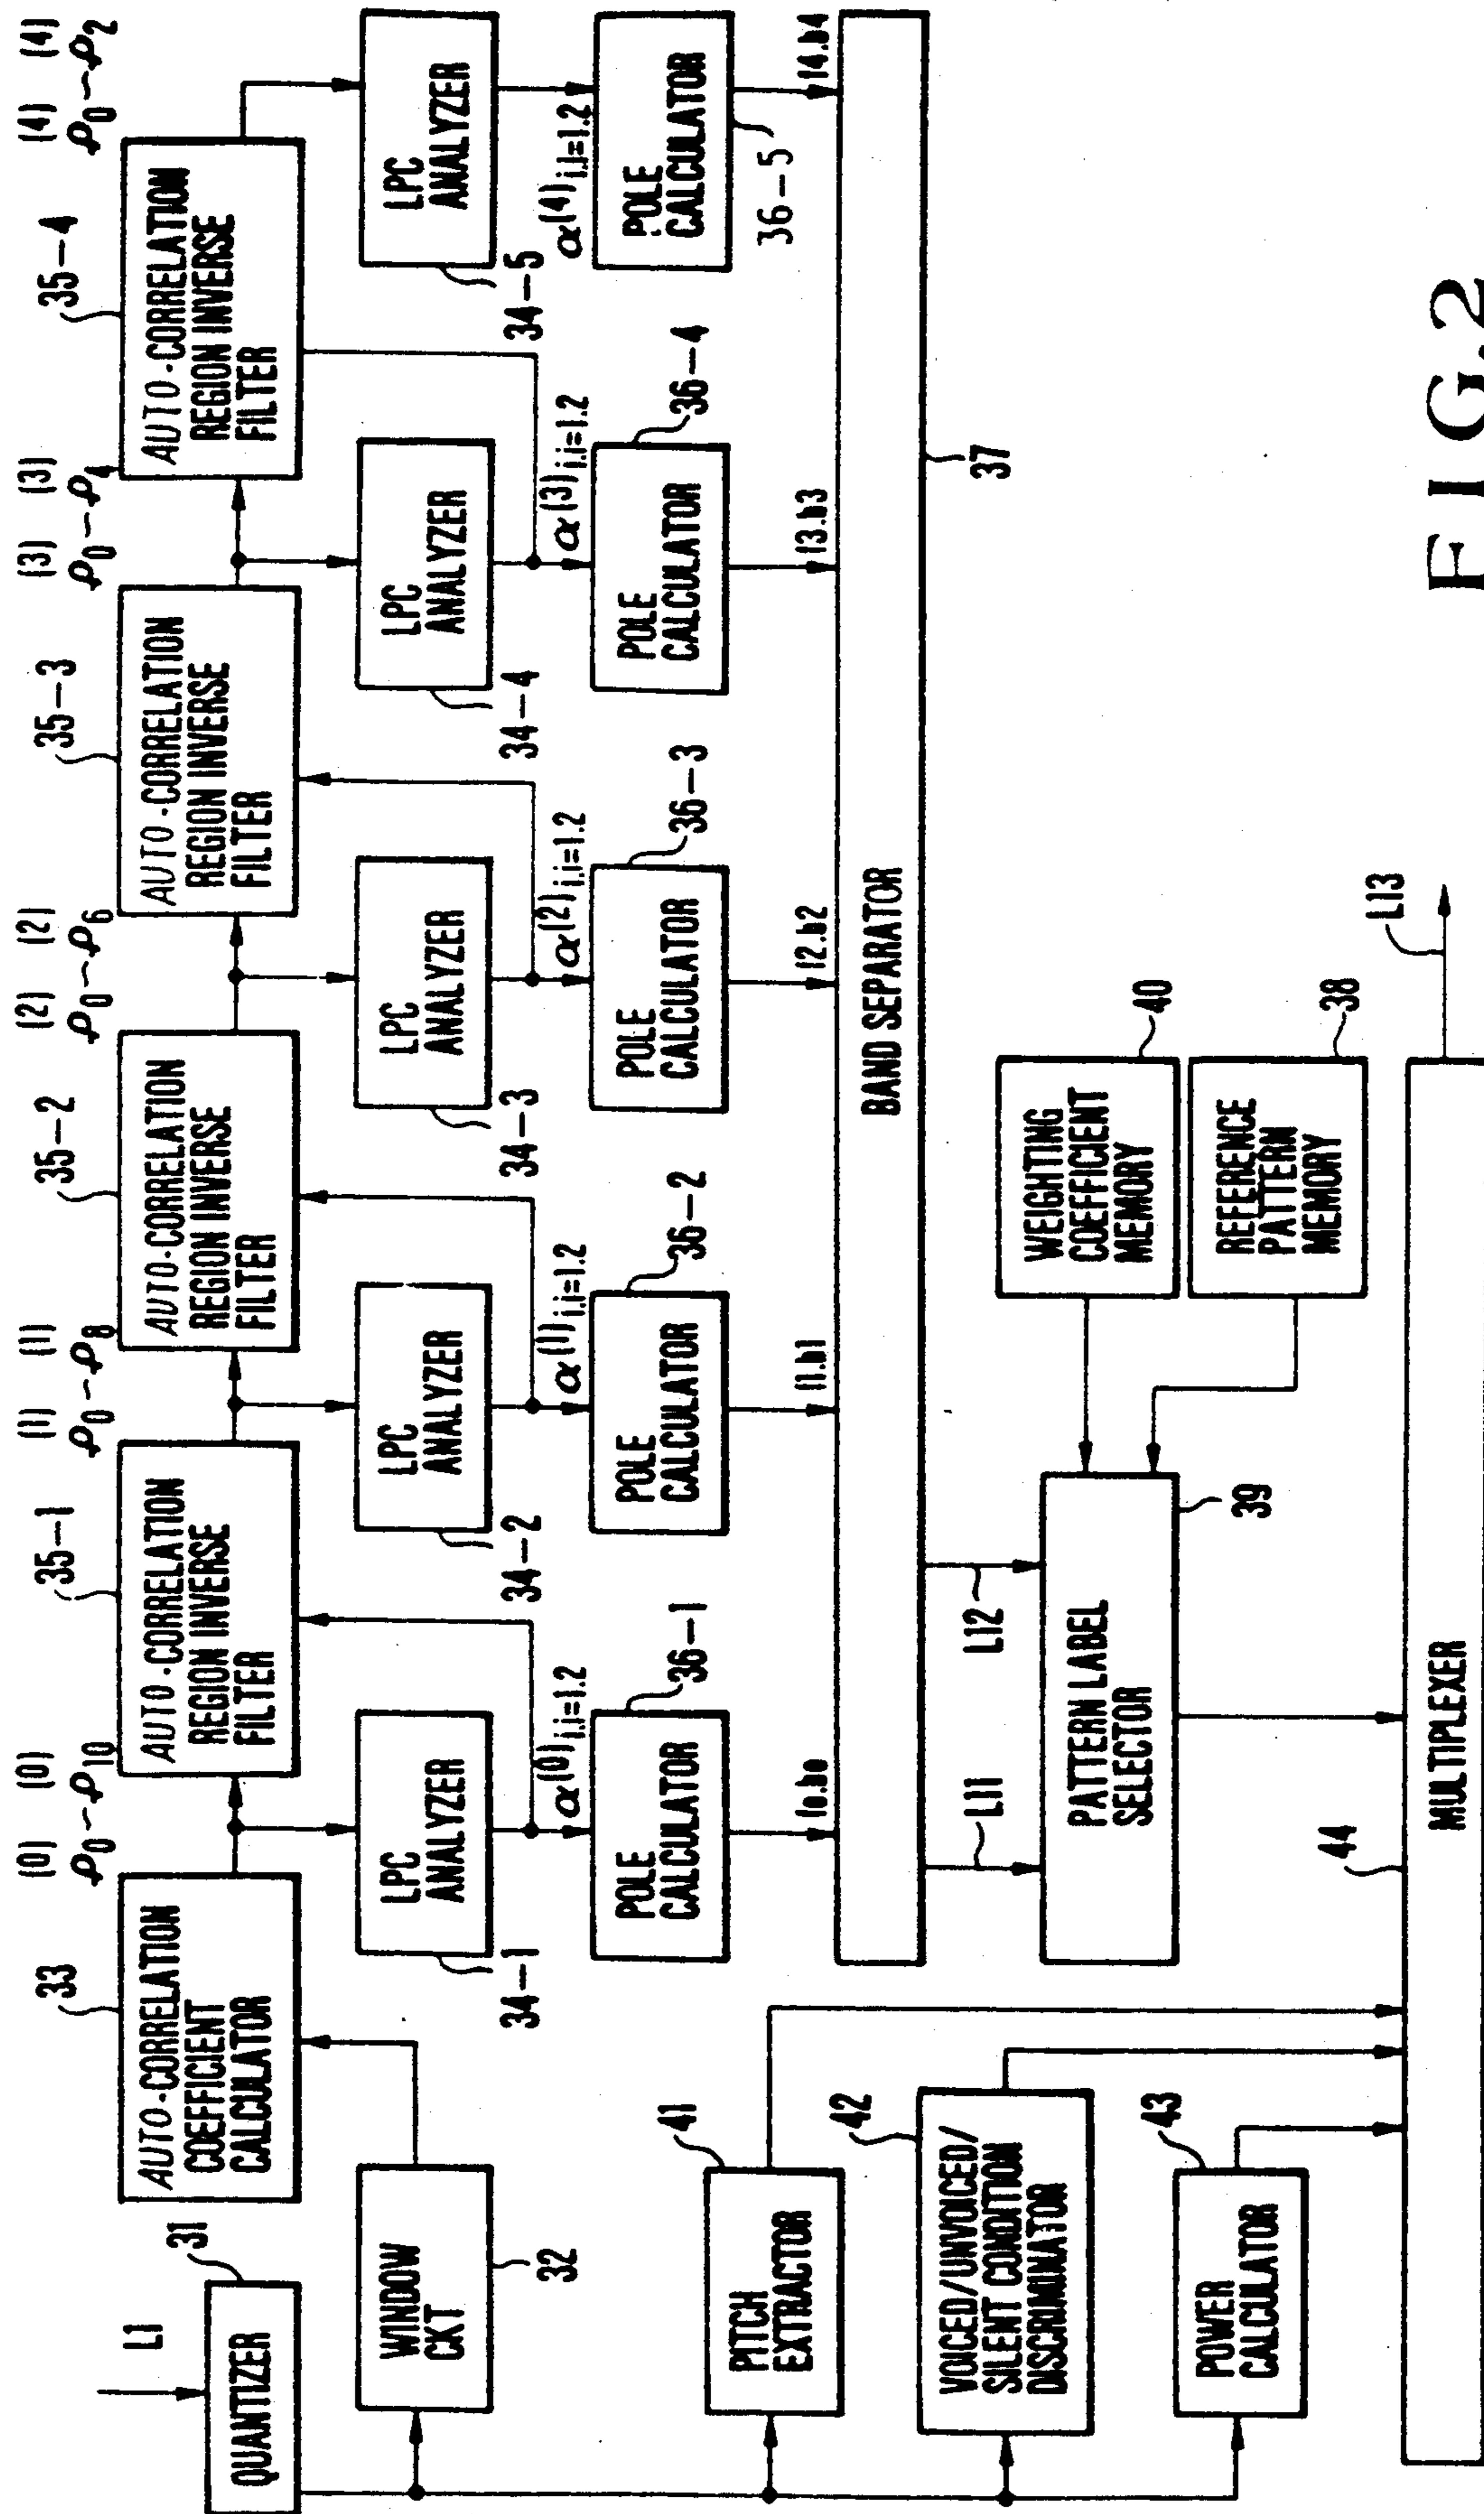 L1
31
QUANTIZER
WINDOW
CKT
32
33
AUTO-CORRELATION
COEFFICIENT
CALCULATOR
ρ0(0)~ρ10(0)
35-1
AUTO-CORRELATION
REGION INVERSE
FILTER
ρ0(1)~ρ8(1)
35-2
AUTO-CORRELATION
REGION INVERSE
FILTER
ρ0(2)~ρ6(2)
35-3
AUTO-CORRELATION
REGION INVERSE
FILTER
ρ0(3)~ρ4(3)
35-4
AUTO-CORRELATION
REGION INVERSE
FILTER
ρ0(4)~ρ2(4)
34-1
LPC
ANALYZER
34-2
LPC
ANALYZER
34-3
LPC
ANALYZER
34-4
LPC
ANALYZER
34-5
LPC
ANALYZER
α(0)i,i=1.2
α(1)i,i=1.2
α(2)i,i=1.2
α(3)i,i=1.2
α(4)i,i=1.2
POLE
CALCULATOR
36-1
POLE
CALCULATOR
36-2
POLE
CALCULATOR
36-3
POLE
CALCULATOR
36-4
POLE
CALCULATOR
36-5
f0.b0
f1.b1
f2.b2
f3.b3
f4.b4
BAND SEPARATOR
37
41
PITCH
EXTRACTOR
42
VOICED/UNVOICED/
SILENT CONDITION
DISCRIMINATOR
43
POWER
CALCULATOR
L11
L12
PATTERN LABEL
SELECTOR
39
WEIGHTING
COEFFICIENT
MEMORY
40
REFERENCE
PATTERN
MEMORY
38
44
MULTIPLEXER
L13
FIG.2